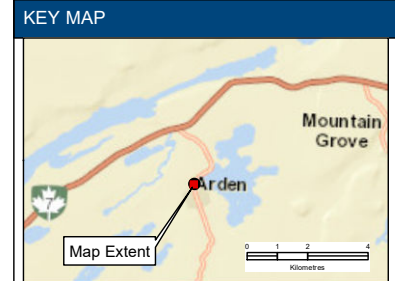 KEY MAP
Mountain
Grove
Arden
7
Map Extent
0 1 2 4
Kilometres